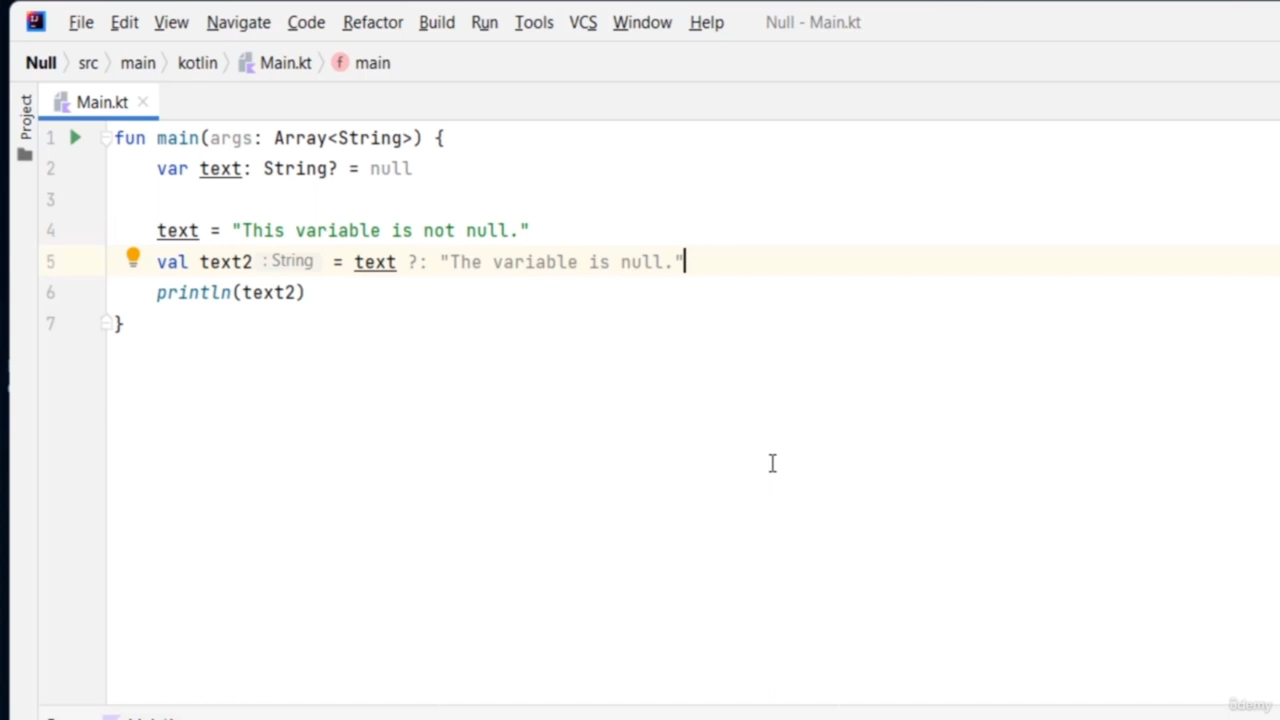 File Edit View Navigate Code Refactor Build Run Tools VCS Window Help Null - Main.kt
Null src main kotlin Main.kt f main
Project
Main.kt
1 fun main(args: Array<String>) {
2 var text: String? = null
3
4 text = "This variable is not null."
5 val text2 : String = text ?: "The variable is null."
6 println(text2)
7 }
ûdemy